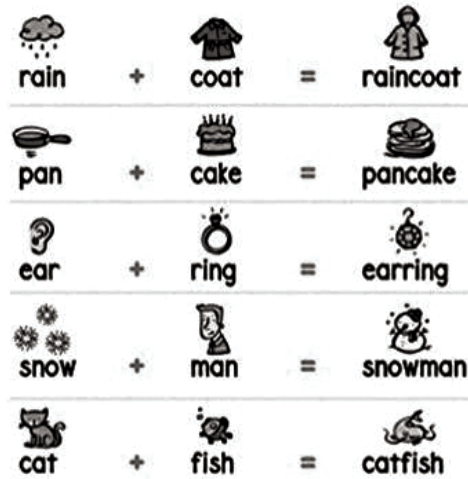 rain + coat = raincoat
pan + cake = pancake
ear + ring = earring
snow + man = snowman
cat + fish = catfish